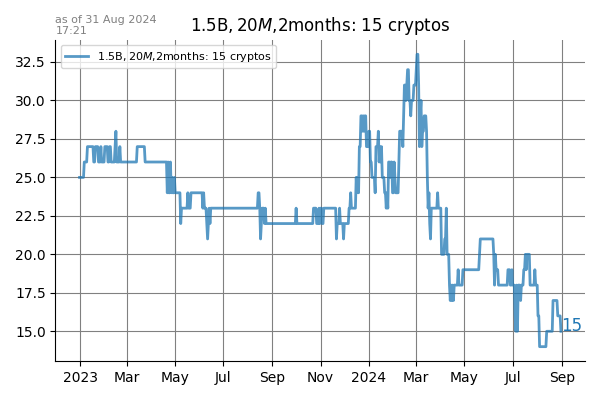 as of 31 Aug 2024
17:21
1.5B, 20M,2months: 15 cryptos
1.5B, 20M,2months: 15 cryptos
32.5
30.0
27.5
25.0
22.5
20.0
17.5
15.0
15
2023 Mar May Jul Sep Nov 2024 Mar May Jul Sep